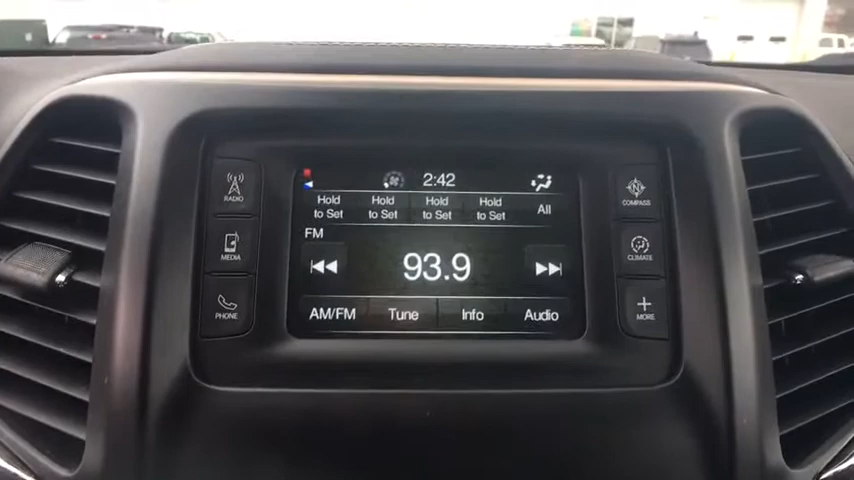 2:42
Hold to Set Hold to Set Hold to Set Hold to Set All
FM
93.9
AM/FM Tune Info Audio
RADIO
MEDIA
PHONE
COMPASS
CLIMATE
MORE